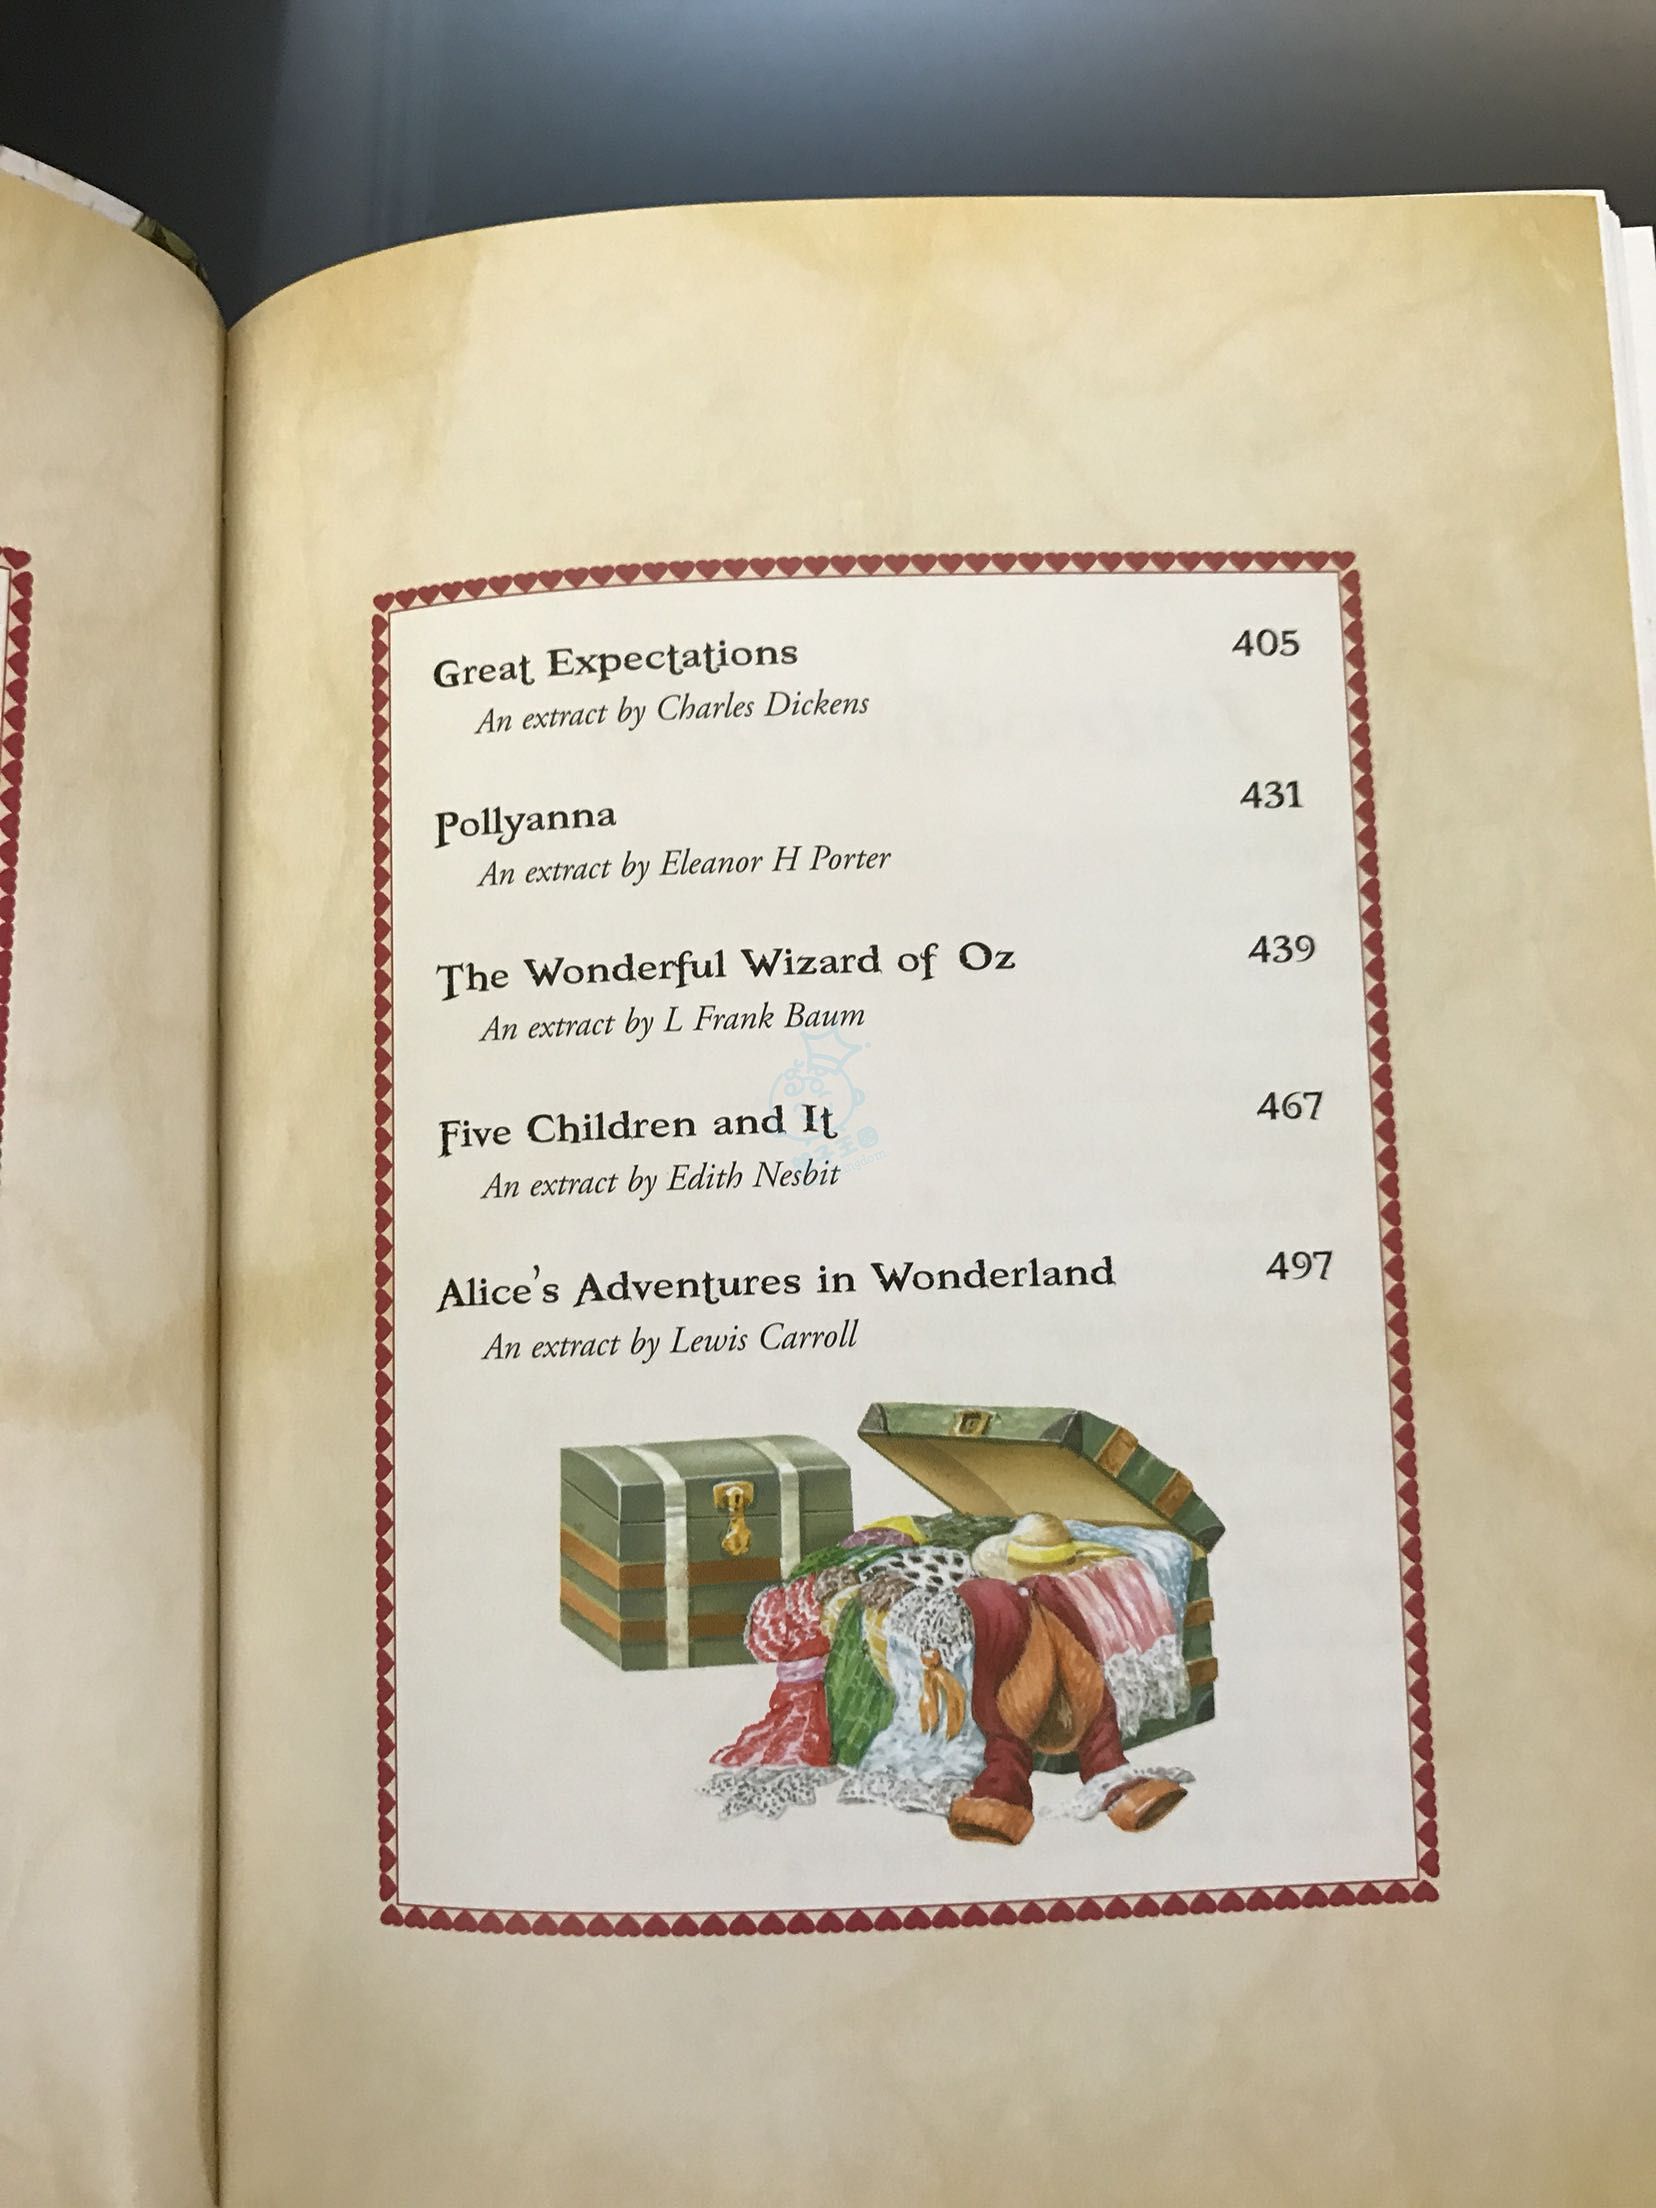 Great Expectations 405
An extract by Charles Dickens
Pollyanna 431
An extract by Eleanor H Porter
The Wonderful Wizard of Oz 439
An extract by L Frank Baum
Five Children and It 467
An extract by Edith Nesbit
Alice's Adventures in Wonderland 497
An extract by Lewis Carroll